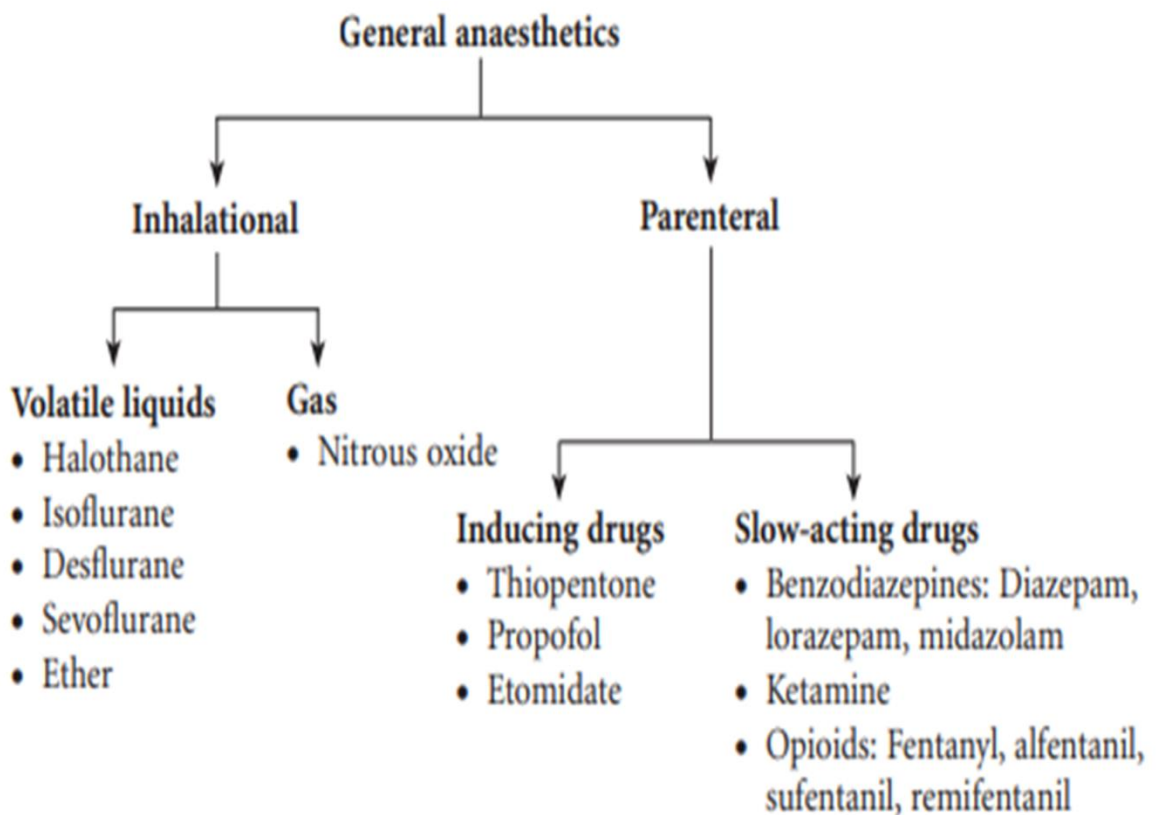 General anaesthetics
Inhalational
Parenteral
Volatile liquids
• Halothane
• Isoflurane
• Desflurane
• Sevoflurane
• Ether
Gas
• Nitrous oxide
Inducing drugs
• Thiopentone
• Propofol
• Etomidate
Slow-acting drugs
• Benzodiazepines: Diazepam,
lorazepam, midazolam
• Ketamine
• Opioids: Fentanyl, alfentanil,
sufentanil, remifentanil